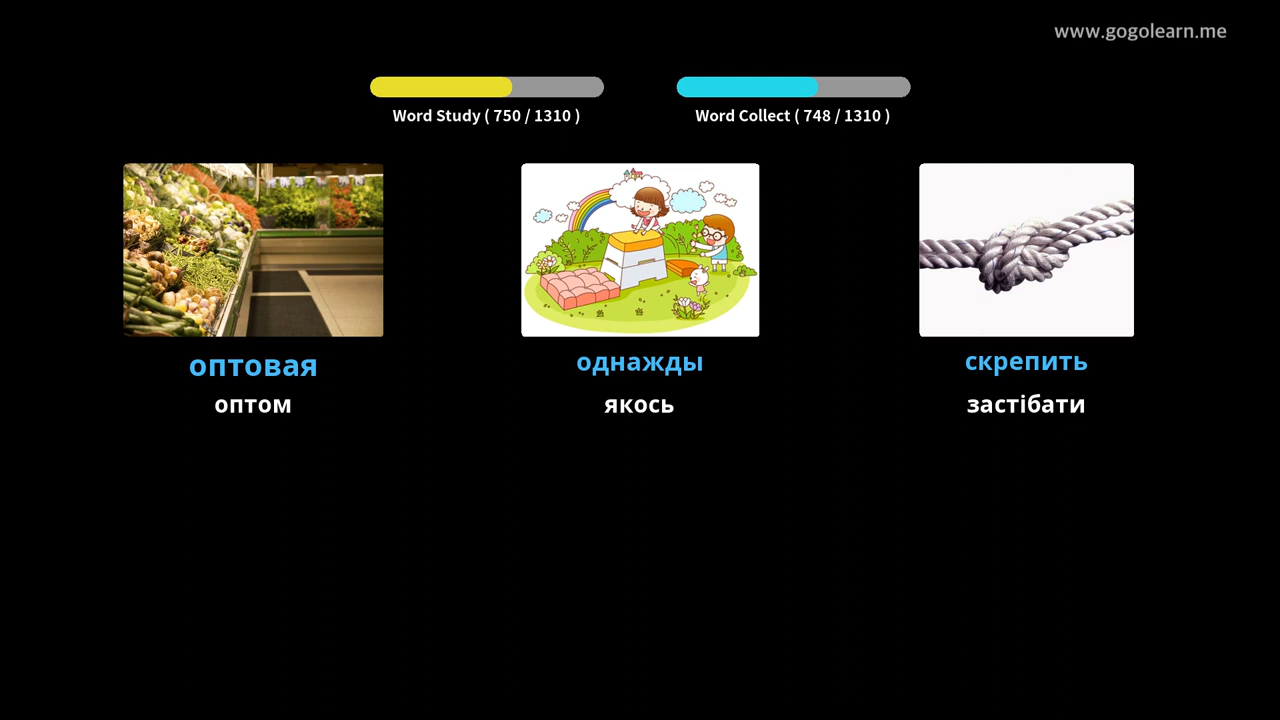 www.gogolearn.me
Word Study ( 750 / 1310 )
Word Collect ( 748 / 1310 )
оптовая
оптом
однажды
якось
скрепить
застібати